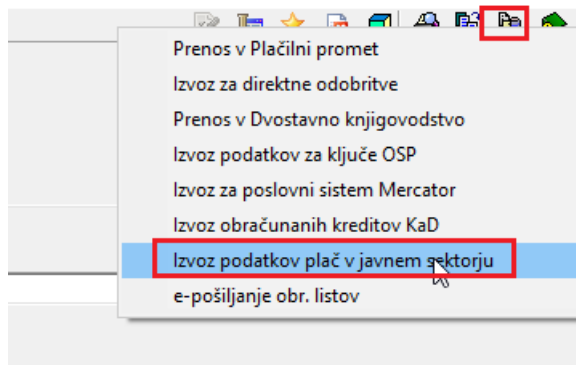 Prenos v Plačilni promet
Izvoz za direktne odobritve
Prenos v Dvostavno knjigovodstvo
Izvoz podatkov za ključe OSP
Izvoz za poslovni sistem Mercator
Izvoz obračunanih kreditov KaD
Izvoz podatkov plač v javnem sektorju
e-pošiljanje obr. listov